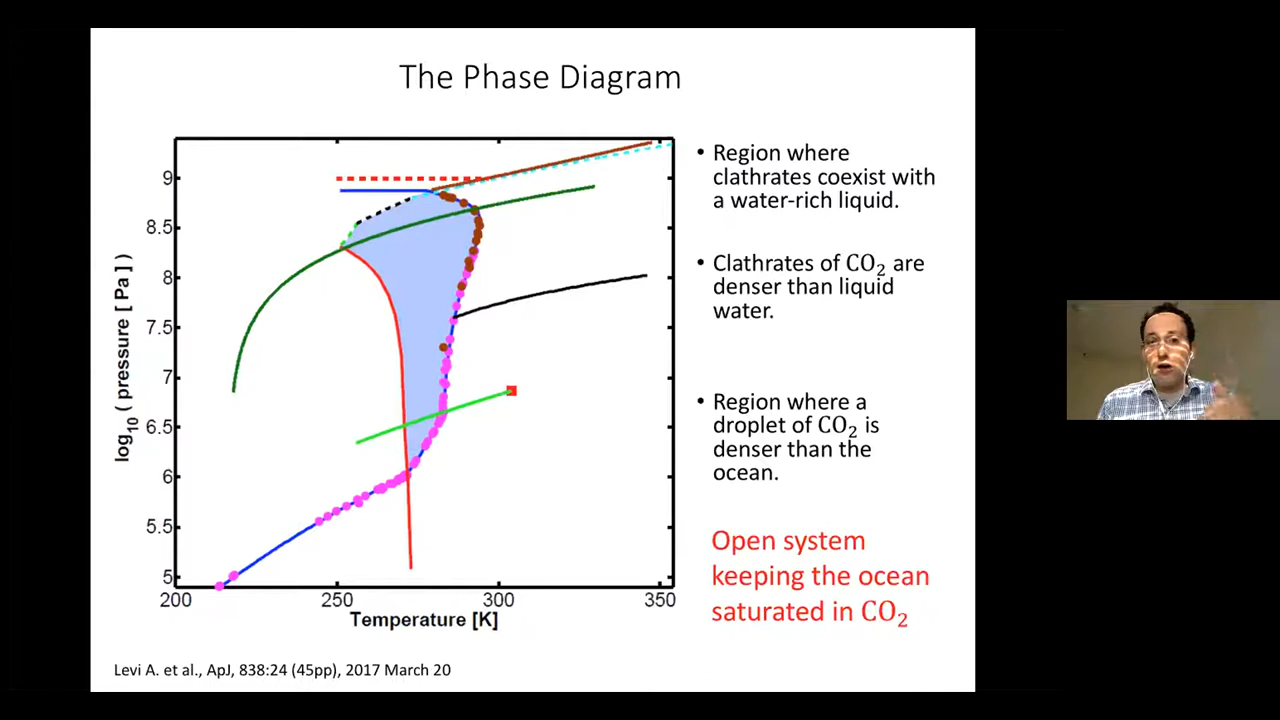 The Phase Diagram
log10 ( pressure [ Pa ] )
9
8.5
8
7.5
7
6.5
6
5.5
5
200
250
300
350
Temperature [K]
• Region where
clathrates coexist with
a water-rich liquid.
• Clathrates of CO2 are
denser than liquid
water.
• Region where a
droplet of CO2 is
denser than the
ocean.
Open system
keeping the ocean
saturated in CO2
Levi A. et al., ApJ, 838:24 (45pp), 2017 March 20